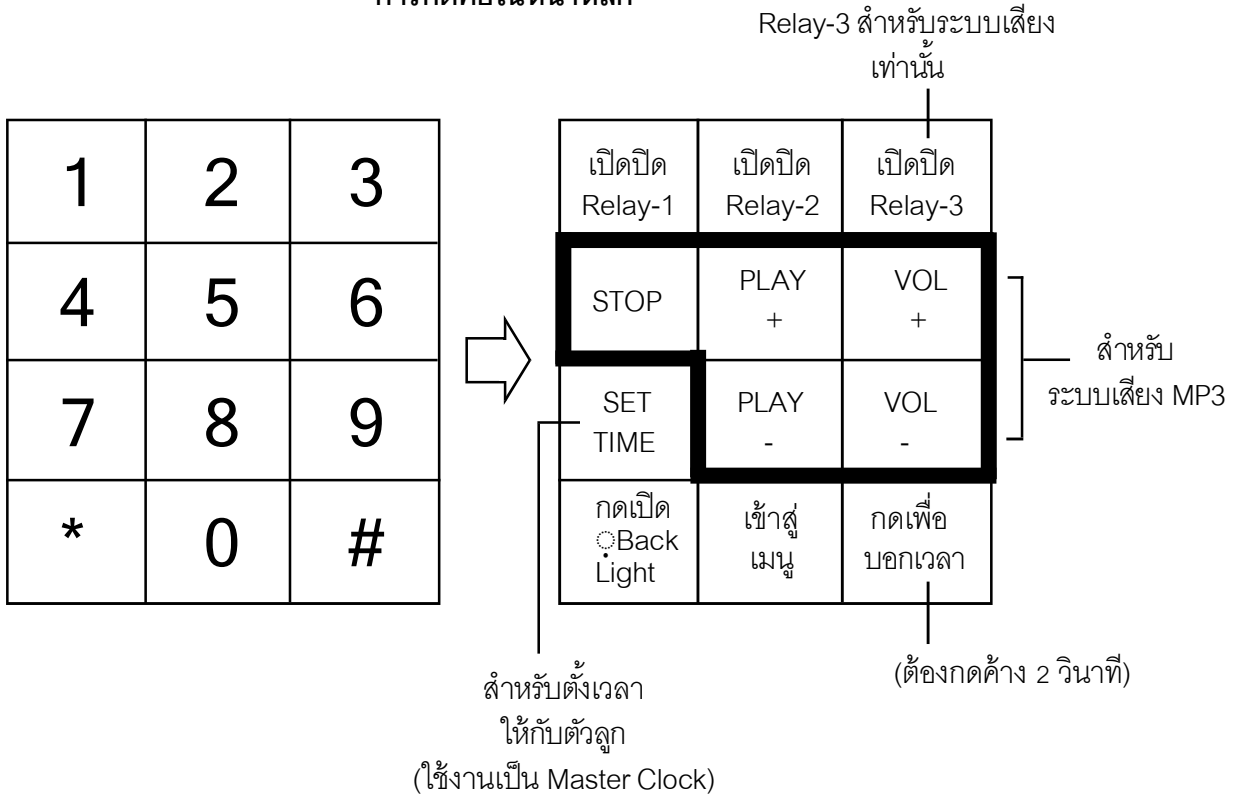 Relay-3 สำหรับระบบเสียง
เท่านั้น
1 2 3
4 5 6
7 8 9
* 0 #
เปิดปิด
Relay-1
เปิดปิด
Relay-2
เปิดปิด
Relay-3
STOP
PLAY
+
VOL
+
SET
TIME
PLAY
-
VOL
-
กดเปิด
ฺBack
Light
เข้าสู่
เมนู
กดเพื่อ
บอกเวลา
สำหรับ
ระบบเสียง MP3
(ต้องกดค้าง 2 วินาที)
สำหรับตั้งเวลา
ให้กับตัวลูก
(ใช้งานเป็น Master Clock)